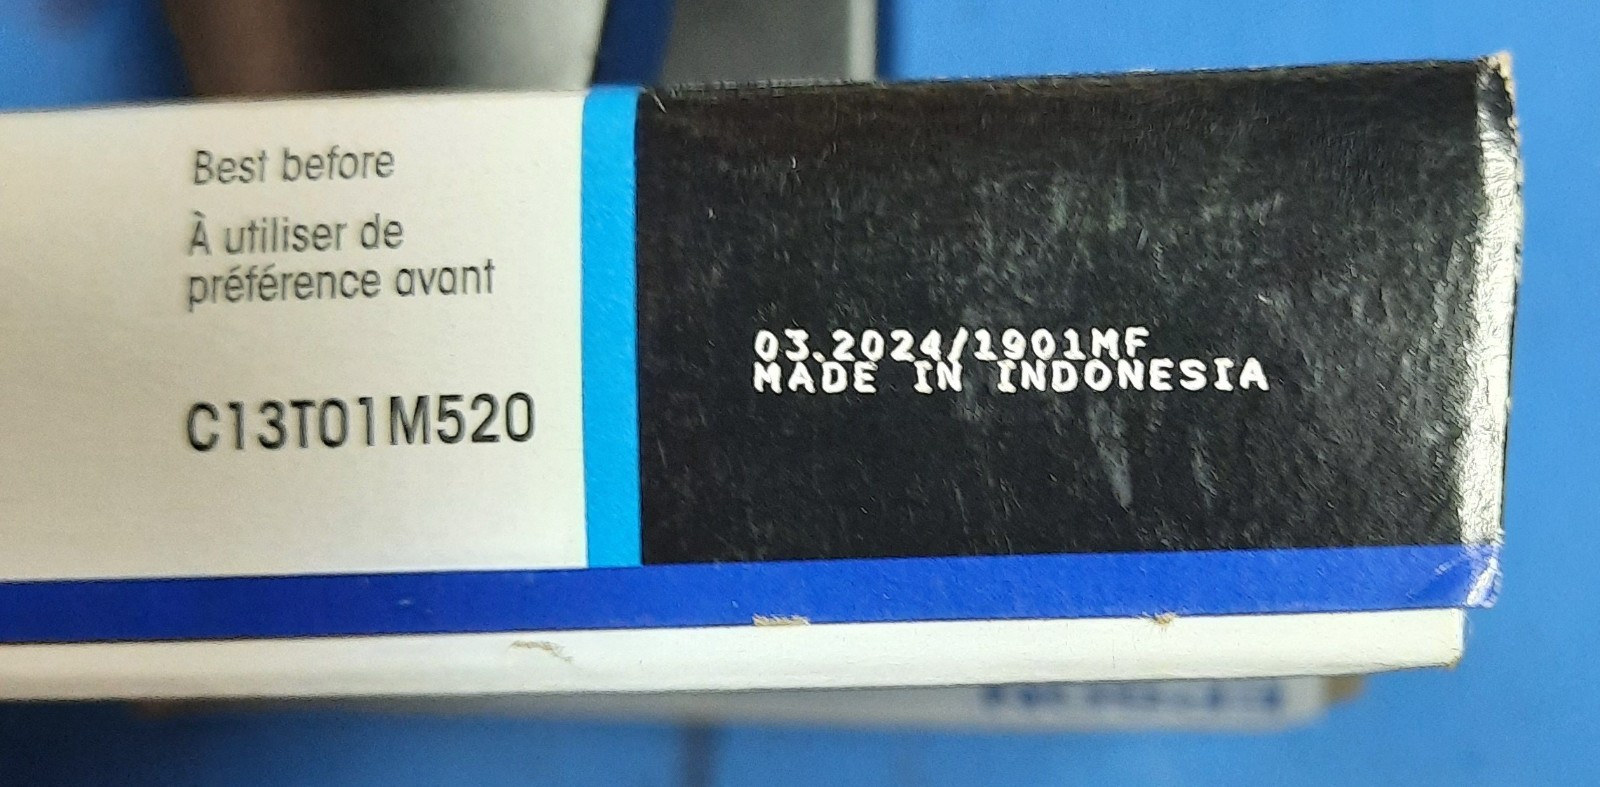 Best before
À utiliser de
préférence avant
C13T01M520
03.2024/1901MF
MADE IN INDONESIA